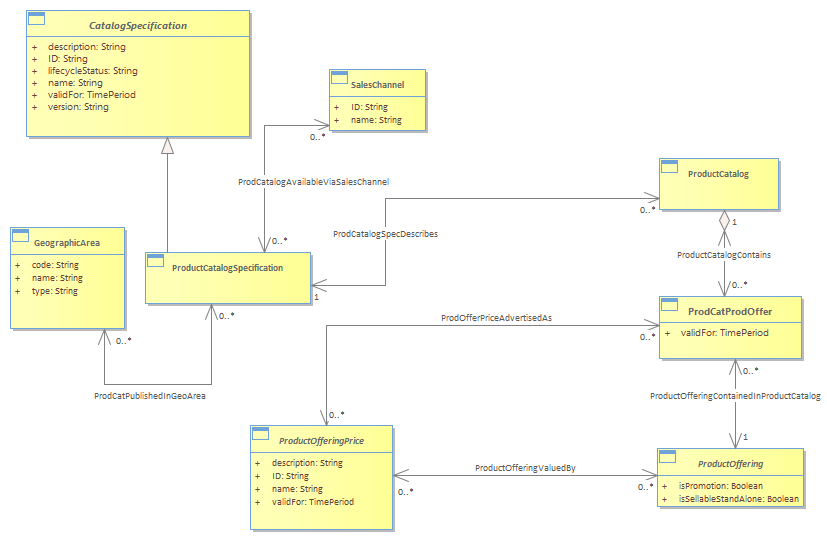 CatalogSpecification
+ description: String
+ ID: String
+ lifecycleStatus: String
+ name: String
+ validFor: TimePeriod
+ version: String
SalesChannel
+ ID: String
+ name: String
0..*
ProdCatalogAvailableViaSalesChannel
0..*
ProductCatalog
0..*
1
ProdCatalogSpecDescribes
ProductCatalogContains
0..*
GeographicArea
+ code: String
+ name: String
+ type: String
0..*
ProductCatalogSpecification
1
0..*
ProdCatPublishedInGeoArea
ProdCatProdOffer
+ validFor: TimePeriod
ProdOfferPriceAdvertisedAs
0..*
0..*
0..*
ProductOfferingContainedInProductCatalog
1
ProductOfferingPrice
+ description: String
+ ID: String
+ name: String
+ validFor: TimePeriod
ProductOfferingValuedBy
0..*
0..*
ProductOffering
+ isPromotion: Boolean
+ isSellableStandAlone: Boolean